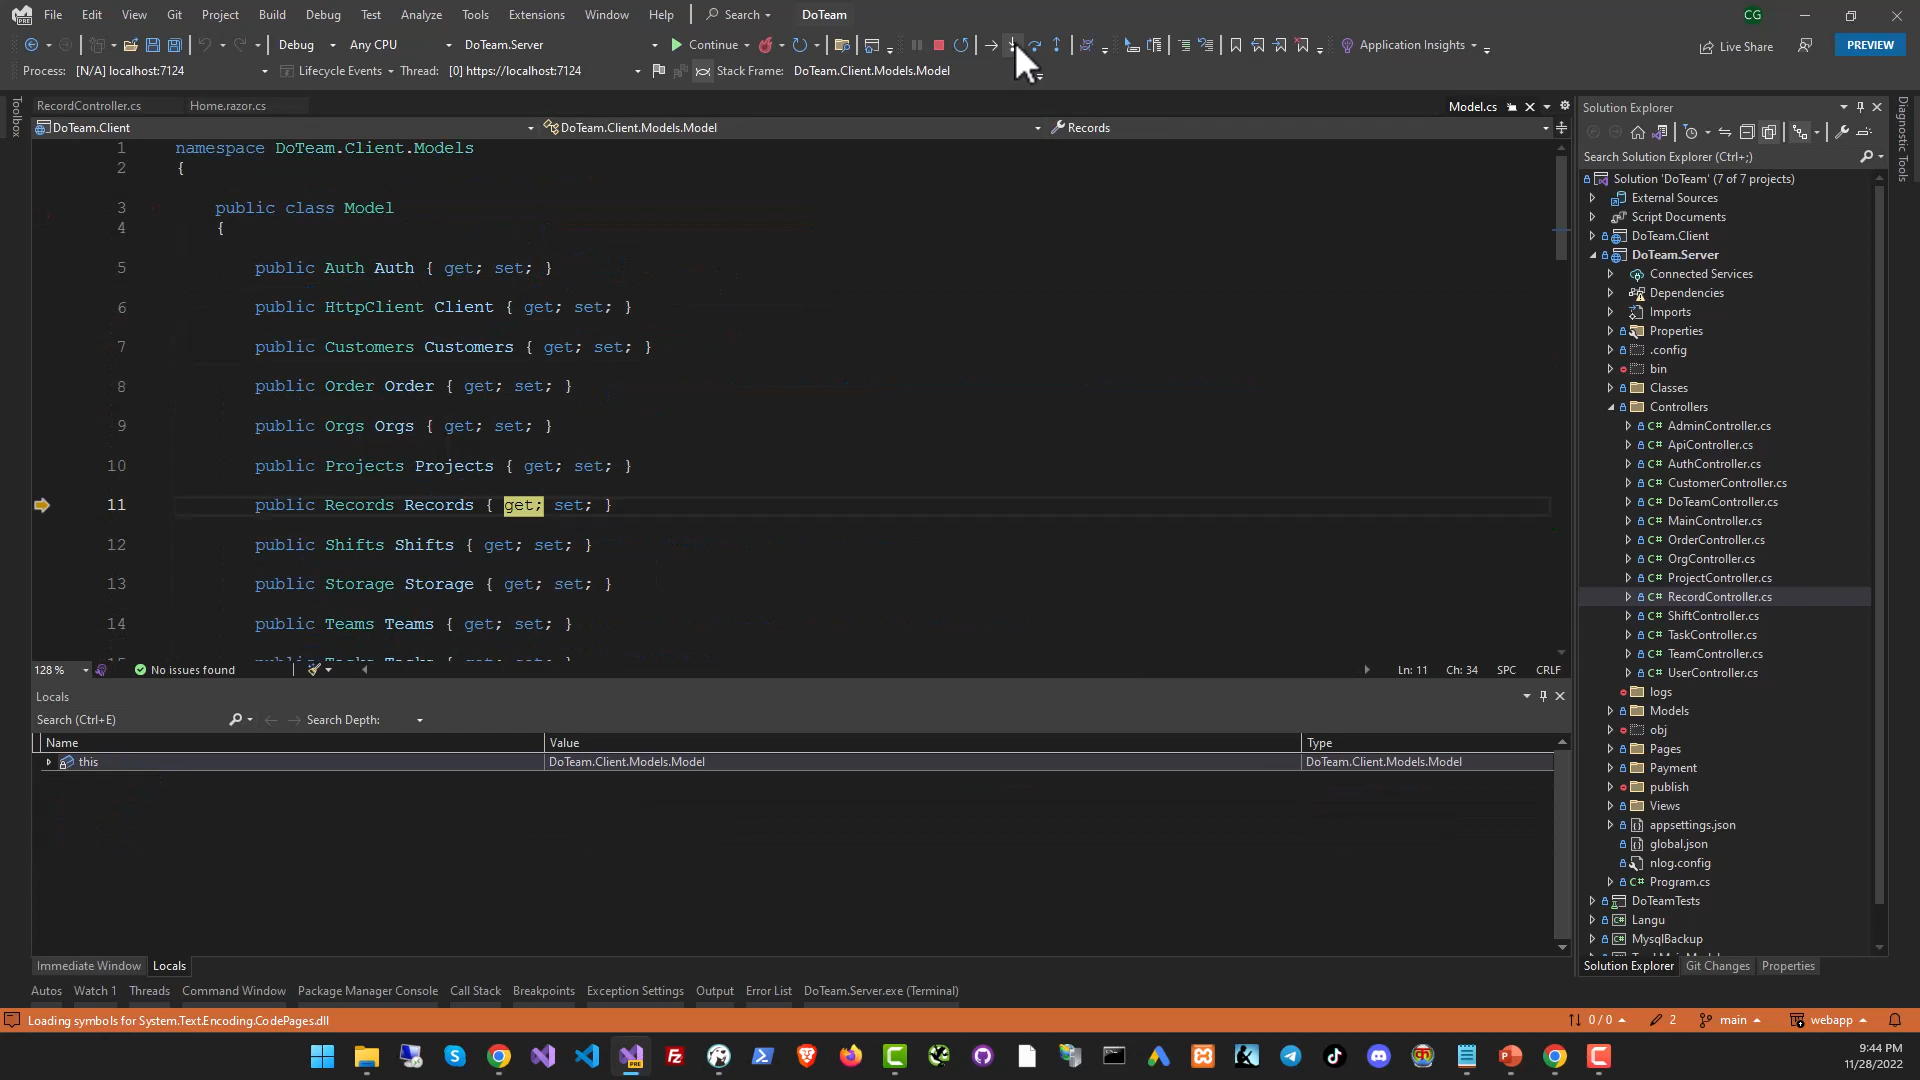 File Edit View Git Project Build Debug Test Analyze Tools Extensions Window Help Search DoTeam CG
Debug Any CPU DoTeam.Server Continue Application Insights Live Share PREVIEW
Process: [N/A] localhost:7124 Lifecycle Events Thread: [0] https://localhost:7124 Stack Frame: DoTeam.Client.Models.Model
Toolbox
RecordController.cs Home.razor.cs Model.cs
DoTeam.Client DoTeam.Client.Models.Model Records
1 namespace DoTeam.Client.Models
2 {
3 public class Model
4 {
5 public Auth Auth { get; set; }
6 public HttpClient Client { get; set; }
7 public Customers Customers { get; set; }
8 public Order Order { get; set; }
9 public Orgs Orgs { get; set; }
10 public Projects Projects { get; set; }
11 public Records Records { get; set; }
12 public Shifts Shifts { get; set; }
13 public Storage Storage { get; set; }
14 public Teams Teams { get; set; }
128 % No issues found Ln: 11 Ch: 34 SPC CRLF
Locals
Search (Ctrl+E) Search Depth:
Name Value Type
this DoTeam.Client.Models.Model DoTeam.Client.Models.Model
Immediate Window Locals
Autos Watch 1 Threads Command Window Package Manager Console Call Stack Breakpoints Exception Settings Output Error List DoTeam.Server.exe (Terminal)
Solution Explorer
Search Solution Explorer (Ctrl+;)
Solution 'DoTeam' (7 of 7 projects)
External Sources
Script Documents
DoTeam.Client
DoTeam.Server
Connected Services
Dependencies
Imports
Properties
.config
bin
Classes
Controllers
C# AdminController.cs
C# ApiController.cs
C# AuthController.cs
C# CustomerController.cs
C# DoTeamController.cs
C# MainController.cs
C# OrderController.cs
C# OrgController.cs
C# ProjectController.cs
C# RecordController.cs
C# ShiftController.cs
C# TaskController.cs
C# TeamController.cs
C# UserController.cs
logs
Models
obj
Pages
Payment
publish
Views
appsettings.json
global.json
nlog.config
C# Program.cs
DoTeamTests
C# Langu
C# MysqlBackup
Solution Explorer Git Changes Properties
Diagnostic Tools
Loading symbols for System.Text.Encoding.CodePages.dll 0 / 0 2 main webapp
9:44 PM
11/28/2022